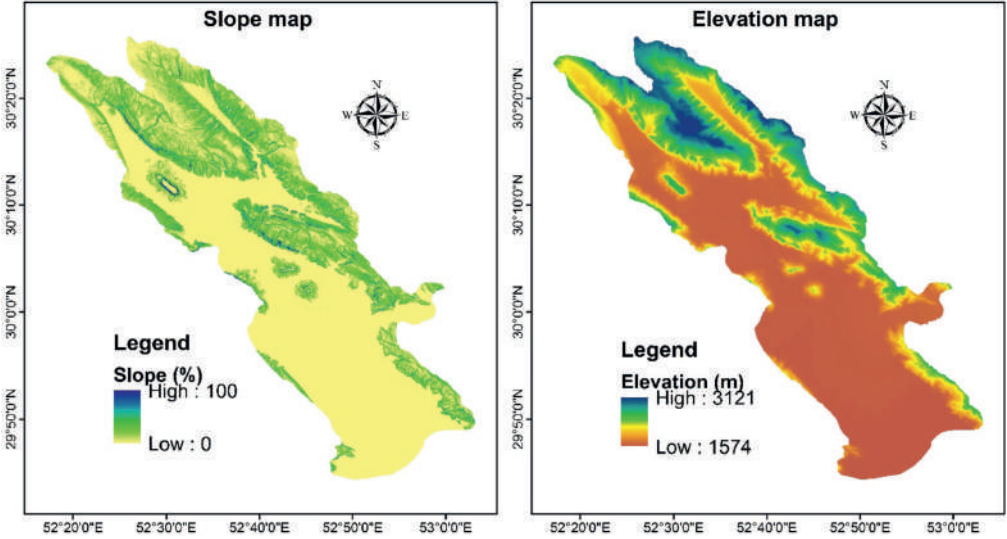 Slope map
N
W E
S
30°20'0"N
30°10'0"N
30°0'0"N
29°50'0"N
Legend
Slope (%)
High : 100
Low : 0
52°20'0"E 52°30'0"E 52°40'0"E 52°50'0"E 53°0'0"E
Elevation map
N
W E
S
30°20'0"N
30°10'0"N
30°0'0"N
29°50'0"N
Legend
Elevation (m)
High : 3121
Low : 1574
52°20'0"E 52°30'0"E 52°40'0"E 52°50'0"E 53°0'0"E